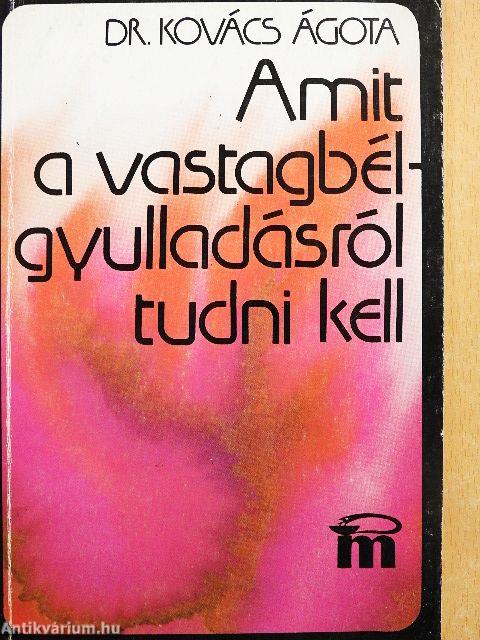 DR. KOVÁCS ÁGOTA
Amit
a vastagbél-
gyulladásról
tudni kell
m
Antikvárium.hu